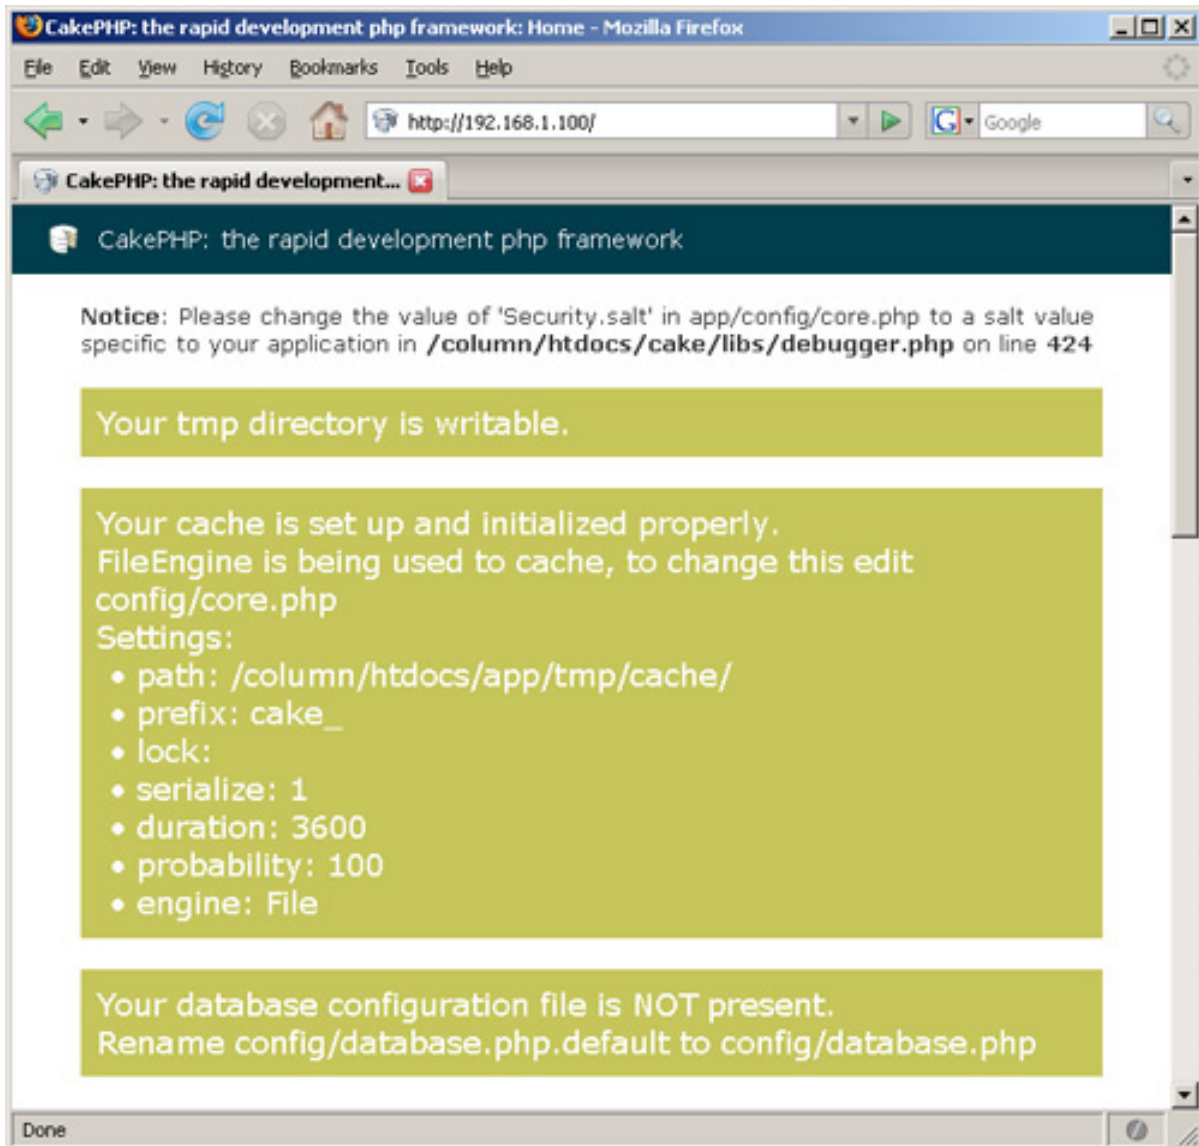 CakePHP: the rapid development php framework: Home - Mozilla Firefox
File Edit View History Bookmarks Tools Help
http://192.168.1.100/
G Google
CakePHP: the rapid development...
CakePHP: the rapid development php framework
Notice: Please change the value of 'Security.salt' in app/config/core.php to a salt value
specific to your application in /column/htdocs/cake/libs/debugger.php on line 424
Your tmp directory is writable.
Your cache is set up and initialized properly.
FileEngine is being used to cache, to change this edit
config/core.php
Settings:
• path: /column/htdocs/app/tmp/cache/
• prefix: cake_
• lock:
• serialize: 1
• duration: 3600
• probability: 100
• engine: File
Your database configuration file is NOT present.
Rename config/database.php.default to config/database.php
Done